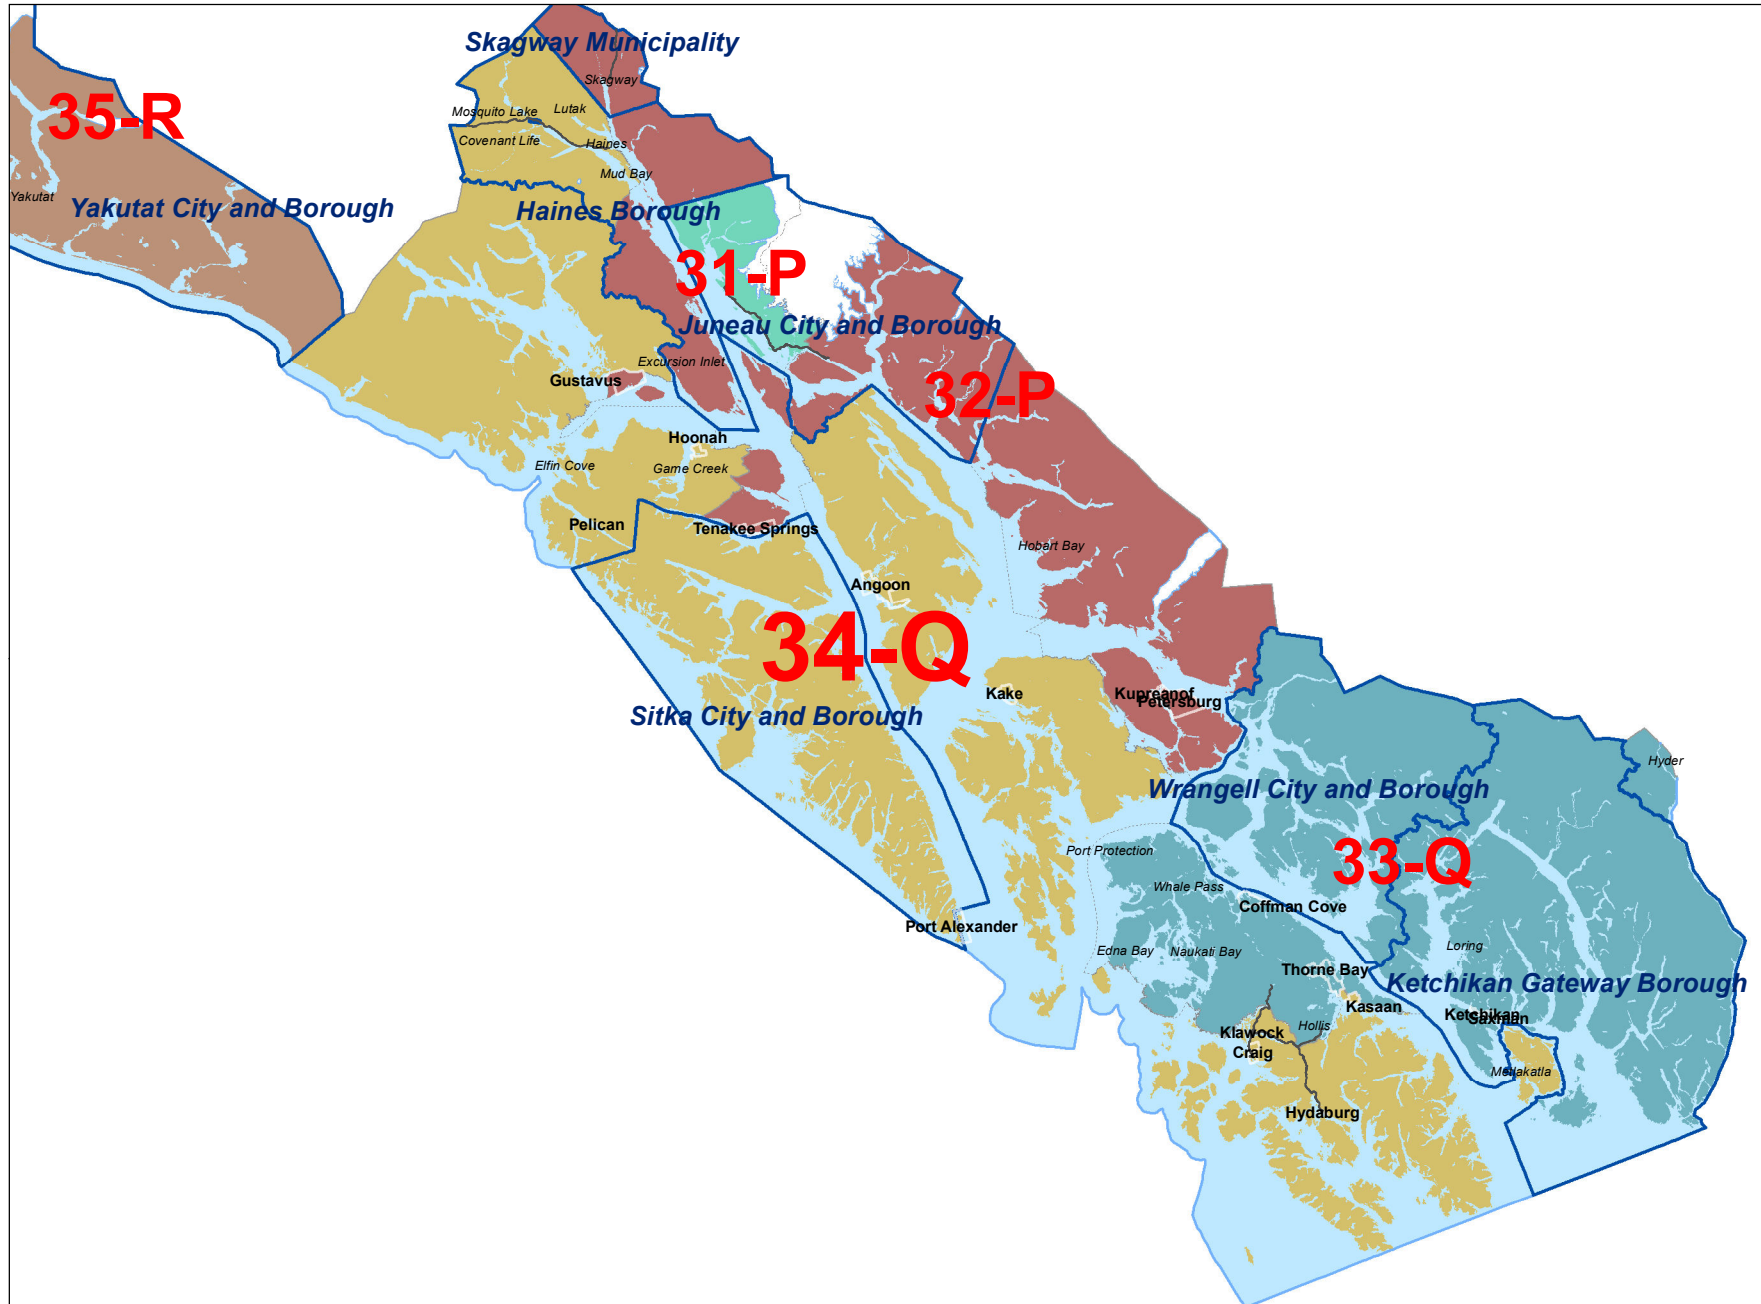 Skagway Municipality
Skagway
35-R
Mosquito Lake
Lutak
Covenant Life
Haines
Mud Bay
Yakutat
Yakutat City and Borough
Haines Borough
31-P
Juneau City and Borough
Excursion Inlet
Gustavus
32-P
Hoonah
Elfin Cove
Game Creek
Pelican
Tenakee Springs
Hobart Bay
Angoon
34-Q
Kake
Kupreanof
Petersburg
Sitka City and Borough
Hyder
Wrangell City and Borough
Port Protection
33-Q
Whale Pass
Coffman Cove
Port Alexander
Edna Bay
Naukati Bay
Loring
Thorne Bay
Ketchikan Gateway Borough
Kasaan
Ketchikan
Saxman
Klawock
Hollis
Craig
Metlakatla
Hydaburg